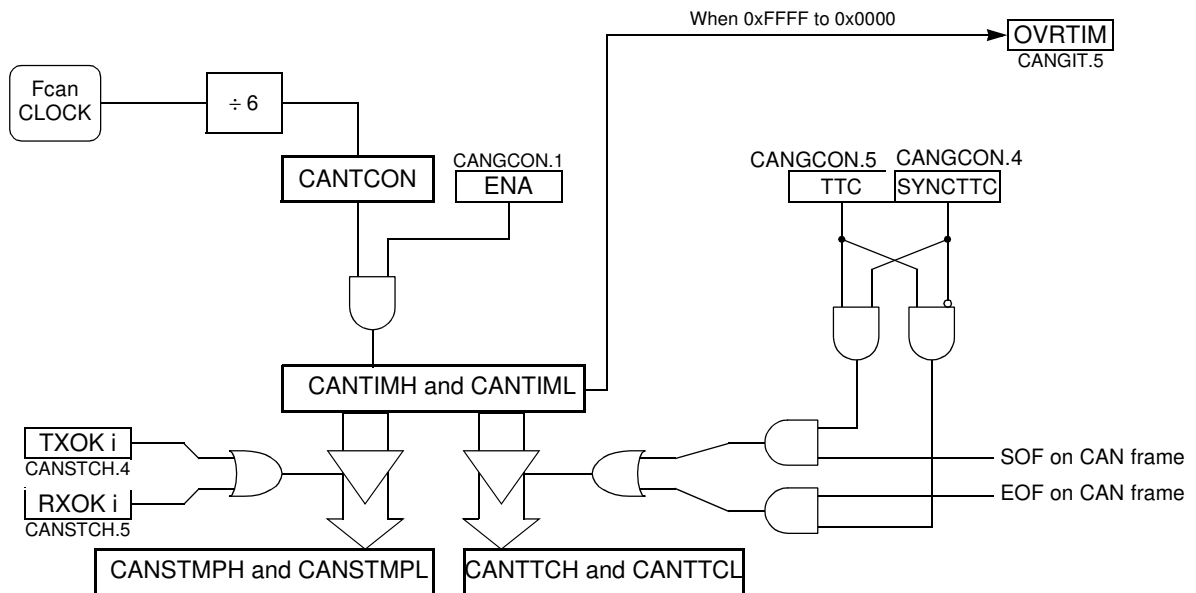 When 0xFFFF to 0x0000
OVRTIM
CANGIT.5
Fcan
CLOCK
÷ 6
CANTCON
CANGCON.1
ENA
CANGCON.5
CANGCON.4
TTC
SYNCTTC
CANTIMH and CANTIML
TXOK i
CANSTCH.4
RXOK i
CANSTCH.5
SOF on CAN frame
EOF on CAN frame
CANSTMPH and CANSTMPL
CANTTCH and CANTTCL